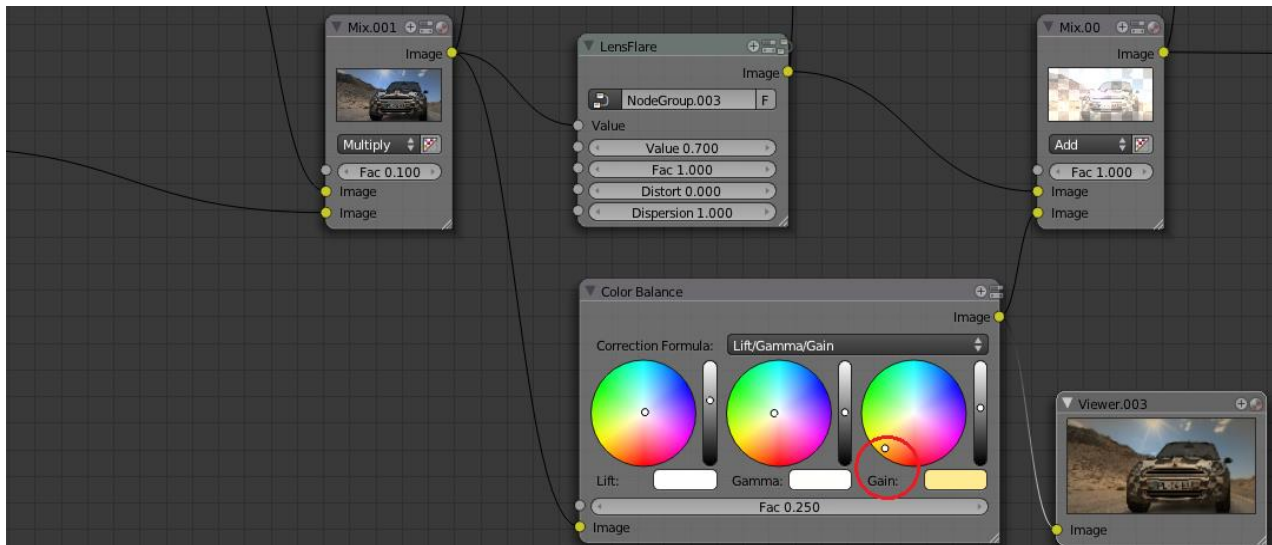 Mix.001
Image
Multiply
Fac 0.100
Image
Image
LensFlare
Image
NodeGroup.003 F
Value
Value 0.700
Fac 1.000
Distort 0.000
Dispersion 1.000
Mix.00
Image
Add
Fac 1.000
Image
Image
Color Balance
Image
Correction Formula: Lift/Gamma/Gain
Lift: Gamma: Gain:
Fac 0.250
Image
Viewer.003
Image